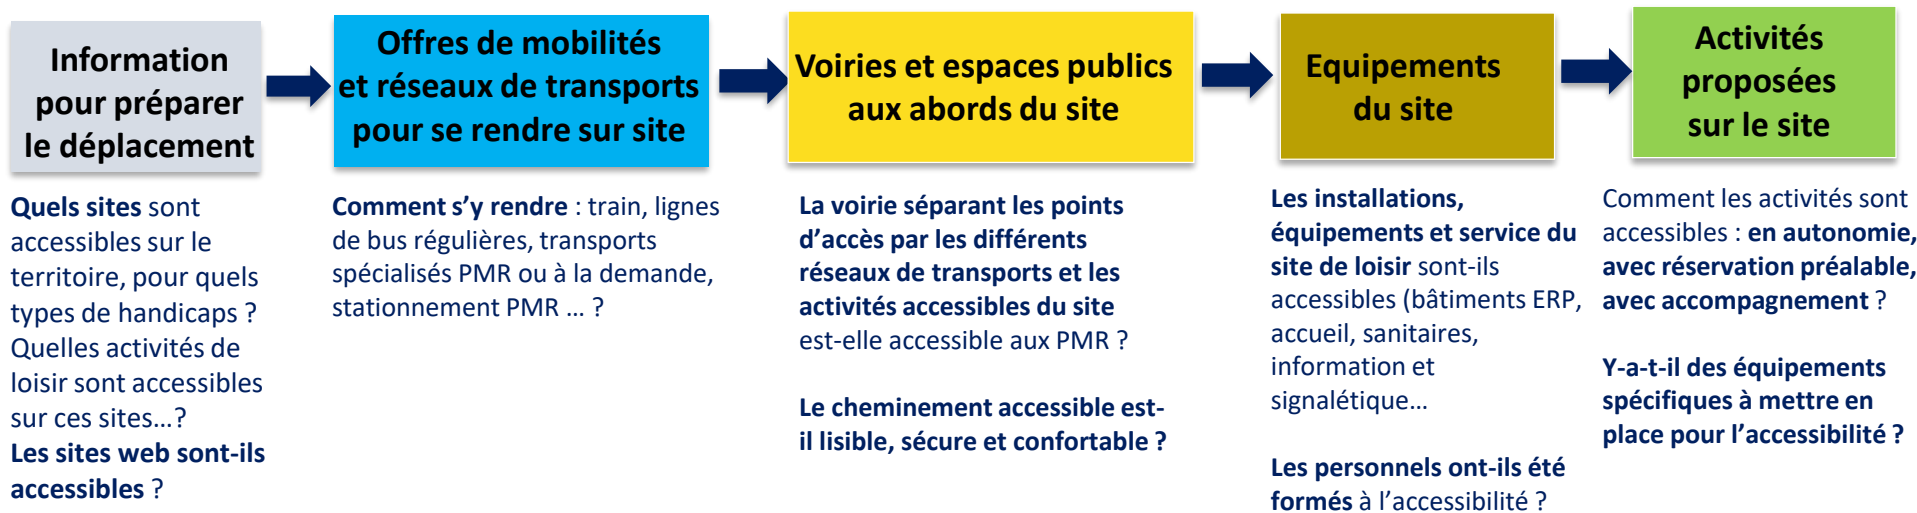 Information
pour préparer
le déplacement
Offres de mobilités
et réseaux de transports
pour se rendre sur site
Voiries et espaces publics
aux abords du site
Equipements
du site
Activités
proposées
sur le site
Quels sites sont
accessibles sur le
territoire, pour quels
types de handicaps ?
Quelles activités de
loisir sont accessibles
sur ces sites…?
Les sites web sont-ils
accessibles ?
Comment s’y rendre : train, lignes
de bus régulières, transports
spécialisés PMR ou à la demande,
stationnement PMR … ?
La voirie séparant les points
d’accès par les différents
réseaux de transports et les
activités accessibles du site
est-elle accessible aux PMR ?
Le cheminement accessible est-
il lisible, sécure et confortable ?
Les installations,
équipements et service du
site de loisir sont-ils
accessibles (bâtiments ERP,
accueil, sanitaires,
information et
signalétique…
Les personnels ont-ils été
formés à l’accessibilité ?
Comment les activités sont
accessibles : en autonomie,
avec réservation préalable,
avec accompagnement ?
Y-a-t-il des équipements
spécifiques à mettre en
place pour l’accessibilité ?